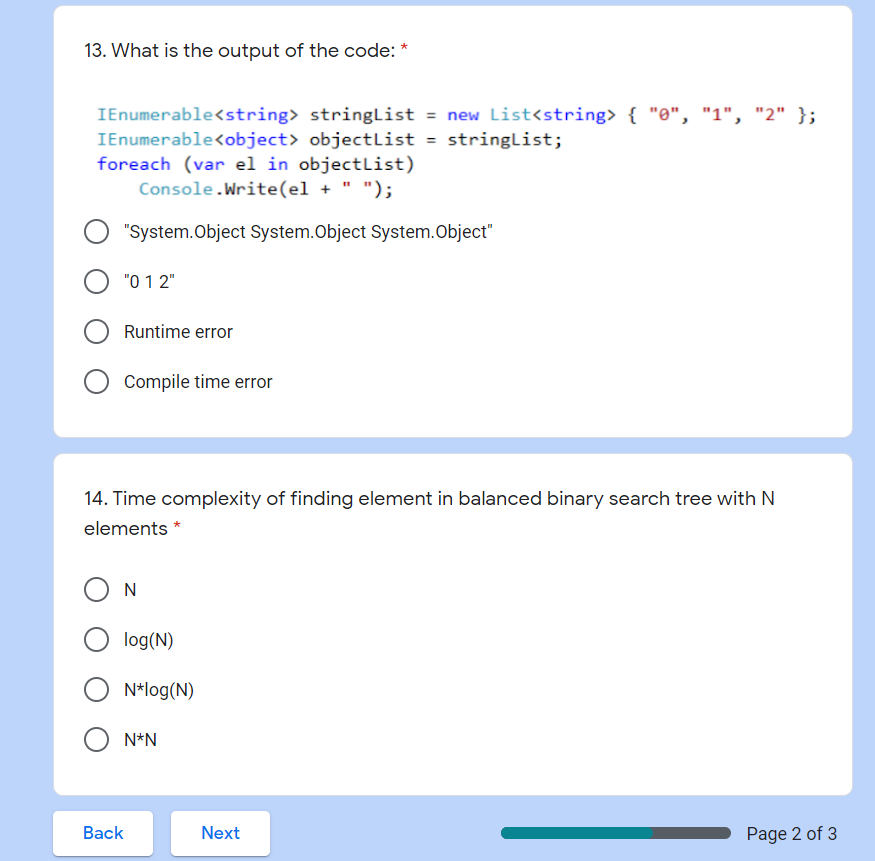 13. What is the output of the code: *
IEnumerable<string> stringList = new List<string> { "0", "1", "2" };
IEnumerable<object> objectList = stringList;
foreach (var el in objectList)
    Console.Write(el + " ");
"System.Object System.Object System.Object"
"0 1 2"
Runtime error
Compile time error
14. Time complexity of finding element in balanced binary search tree with N
elements *
N
log(N)
N*log(N)
N*N
Back
Next
Page 2 of 3